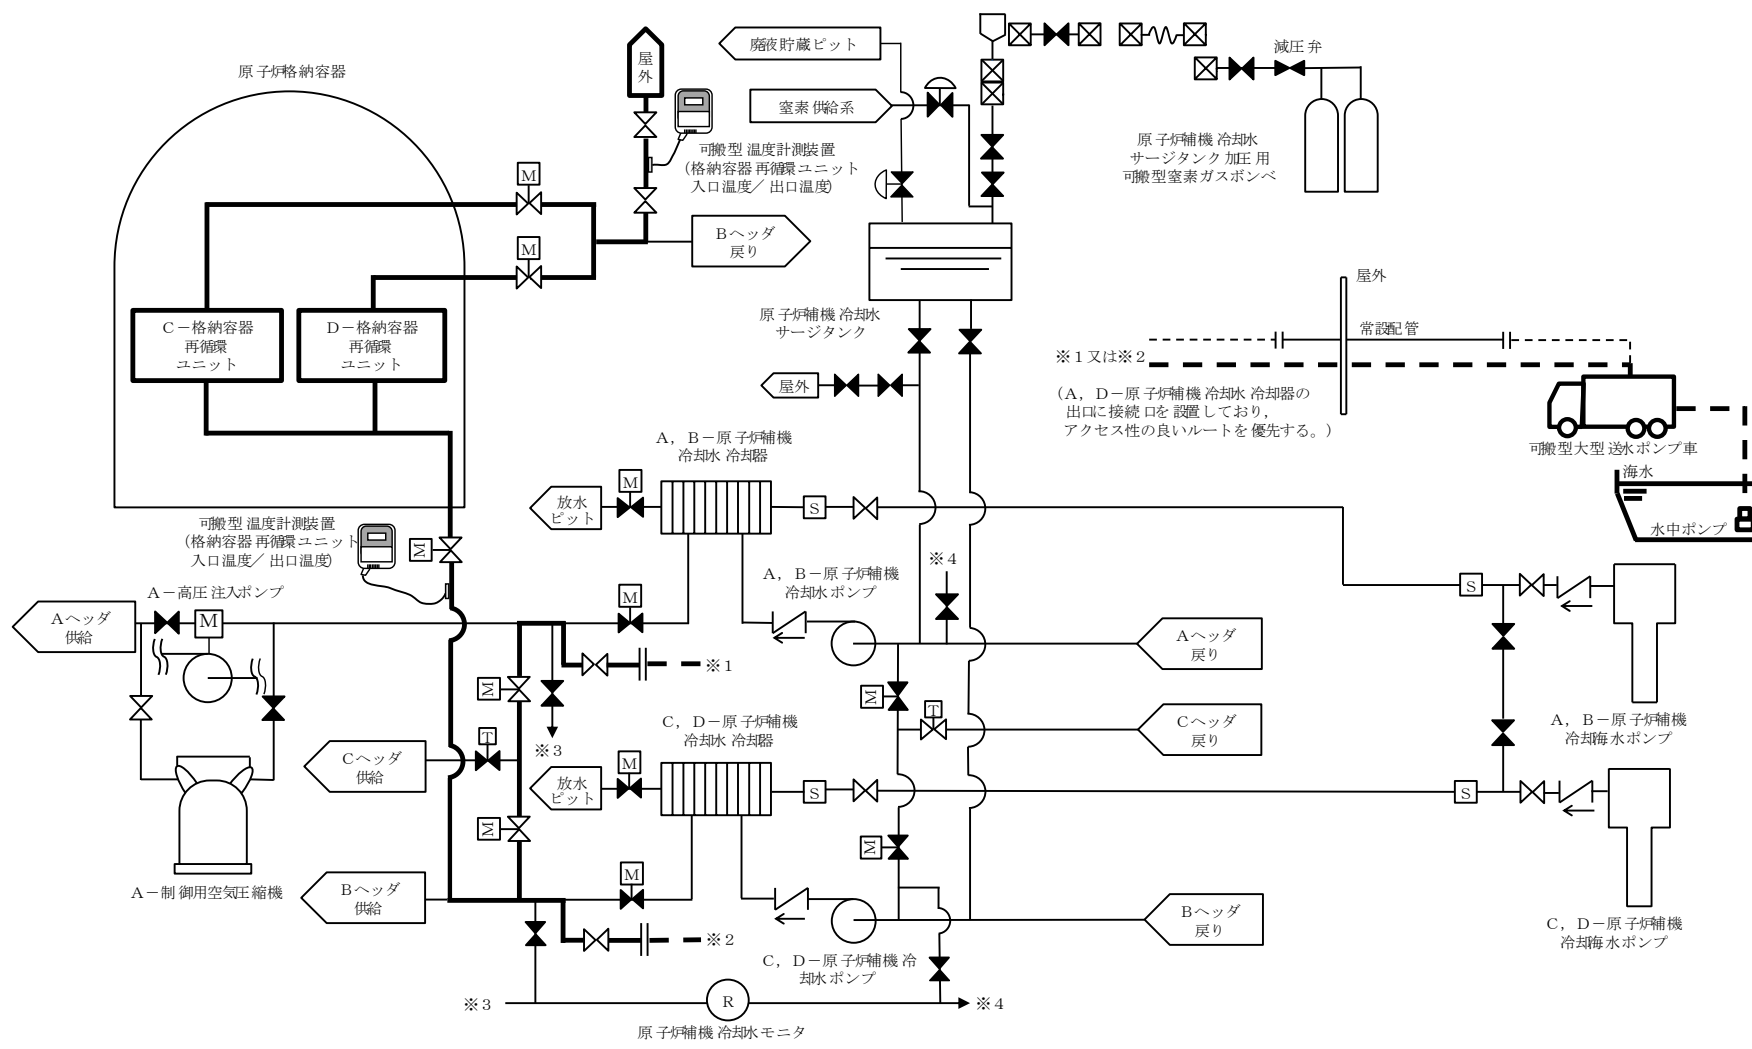 原子炉格納容器
屋
外
廃液貯蔵ピット
窒素供給系
減圧弁
原子炉補機冷却水
サージタンク加圧用
可搬型窒素ガスボンベ
可搬型温度計測装置
(格納容器再循環ユニット
入口温度/出口温度)
M
M
Bヘッダ
戻り
C-格納容器
再循環
ユニット
D-格納容器
再循環
ユニット
原子炉補機冷却水
サージタンク
屋外
屋外
常設配管
※1又は※2
(A,D-原子炉補機冷却水冷却器の
出口に接続口を設置しており,
アクセス性の良いルートを優先する。)
可搬型大型送水ポンプ車
海水
水中ポンプ
A,B-原子炉補機
冷却水冷却器
放水
ピット
M
S
可搬型温度計測装置
(格納容器再循環ユニット
入口温度/出口温度)
M
A-高圧注入ポンプ
Aヘッダ
供給
M
M
A,B-原子炉補機
冷却水ポンプ
※4
S
Aヘッダ
戻り
※1
M
M
T
Cヘッダ
戻り
※3
C,D-原子炉補機
冷却水冷却器
A,B-原子炉補機
冷却海水ポンプ
Cヘッダ
供給
T
放水
ピット
M
S
S
M
M
A-制御用空気圧縮機
Bヘッダ
供給
M
Bヘッダ
戻り
※2
C,D-原子炉補機冷
却水ポンプ
C,D-原子炉補機
冷却海水ポンプ
※3
R
※4
原子炉補機冷却水モニタ